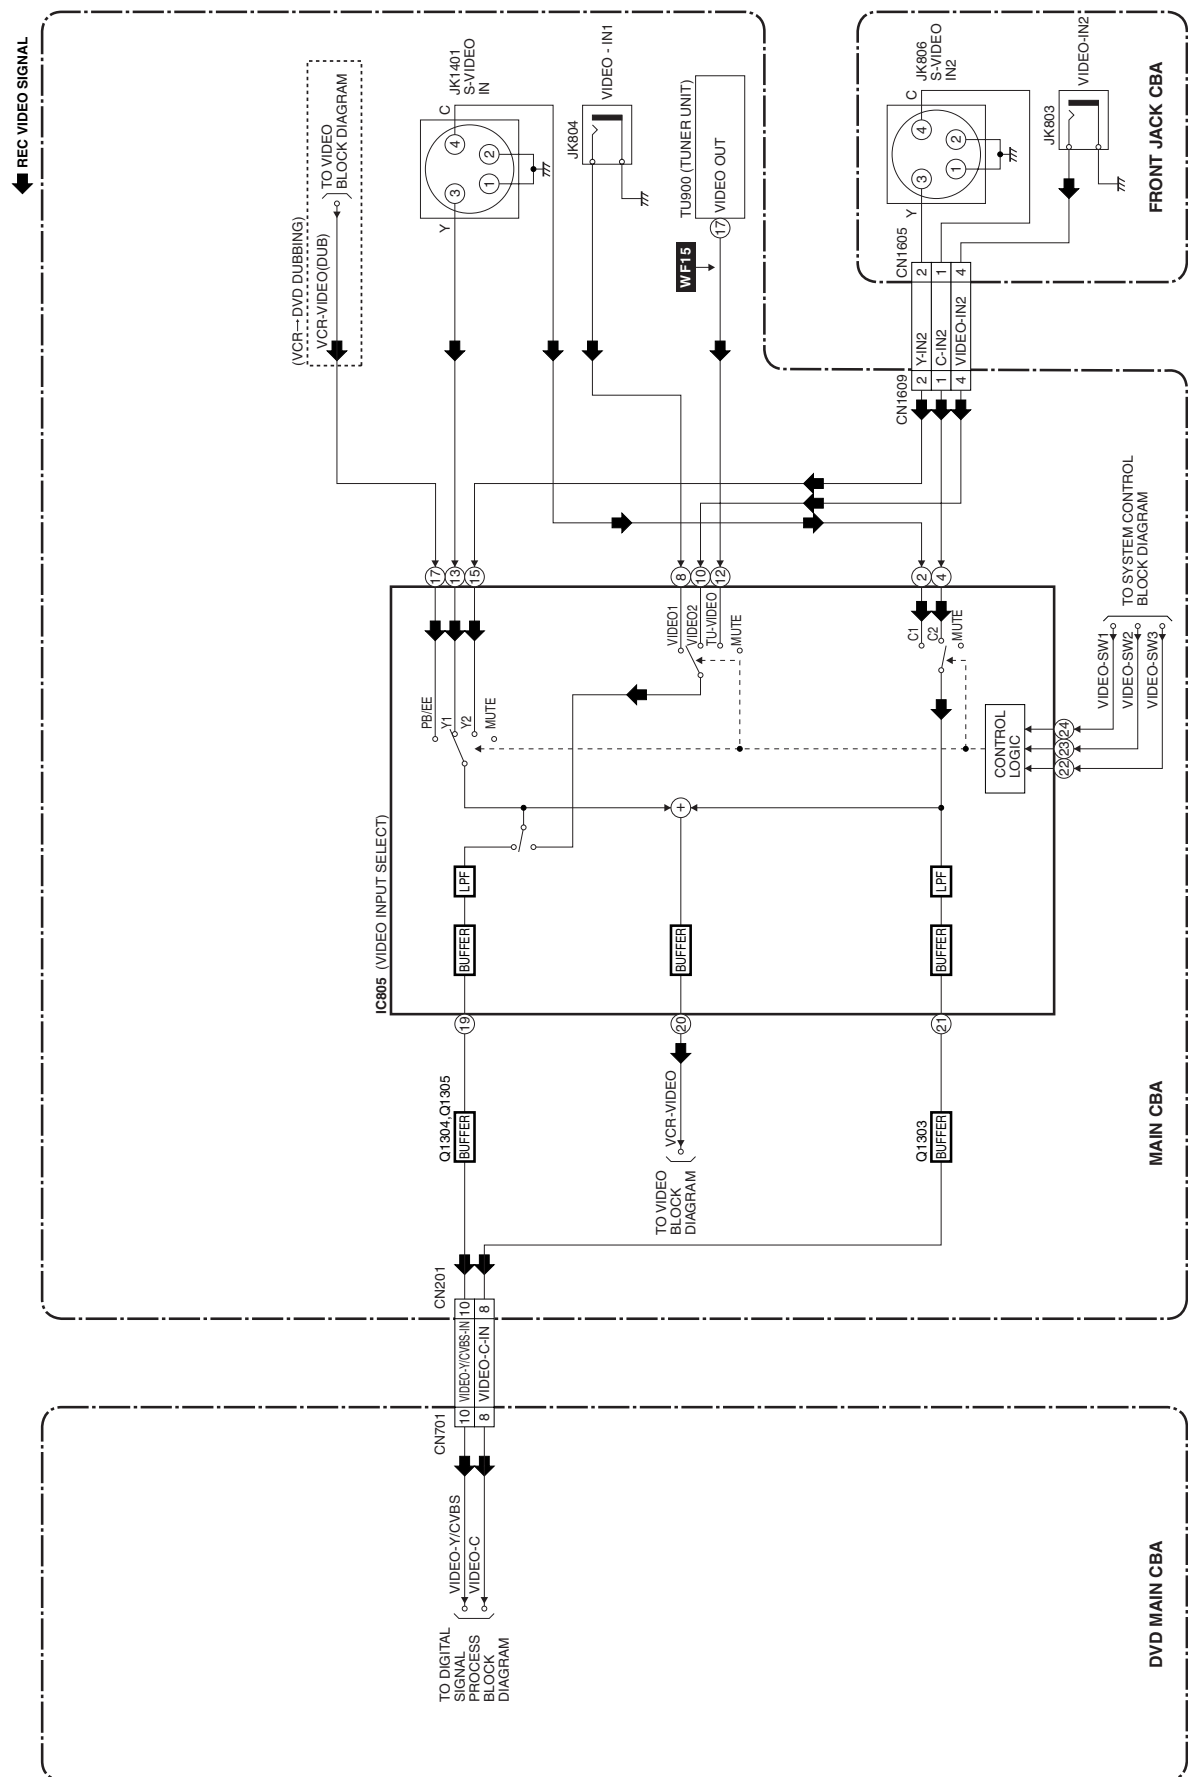 REC VIDEO SIGNAL
(VCR→DVD DUBBING)
VCR-VIDEO(DUB)
TO VIDEO
BLOCK DIAGRAM
JK1401
S-VIDEO
IN
C
4
2
3
1
Y
JK804
VIDEO - IN1
TU900 (TUNER UNIT)
17
VIDEO OUT
WF15
JK806
S-VIDEO
IN2
C
4
2
3
1
Y
JK803
VIDEO-IN2
FRONT JACK CBA
CN1605
2
1
4
Y-IN2
C-IN2
VIDEO-IN2
CN1609
2
1
4
17
13
15
8
10
12
2
4
PB/EE
Y1
Y2
MUTE
VIDEO1
VIDEO2
TU-VIDEO
MUTE
C1
C2
MUTE
TO SYSTEM CONTROL
BLOCK DIAGRAM
VIDEO-SW1
VIDEO-SW2
VIDEO-SW3
24
23
22
CONTROL
LOGIC
IC805 (VIDEO INPUT SELECT)
+
LPF
LPF
BUFFER
BUFFER
BUFFER
19
20
21
Q1304,Q1305
BUFFER
VCR-VIDEO
TO VIDEO
BLOCK
DIAGRAM
Q1303
BUFFER
MAIN CBA
CN201
10
8
VIDEO-Y/CVBS-IN
VIDEO-C-IN
CN701
10
8
VIDEO-Y/CVBS
VIDEO-C
TO DIGITAL
SIGNAL
PROCESS
BLOCK
DIAGRAM
DVD MAIN CBA